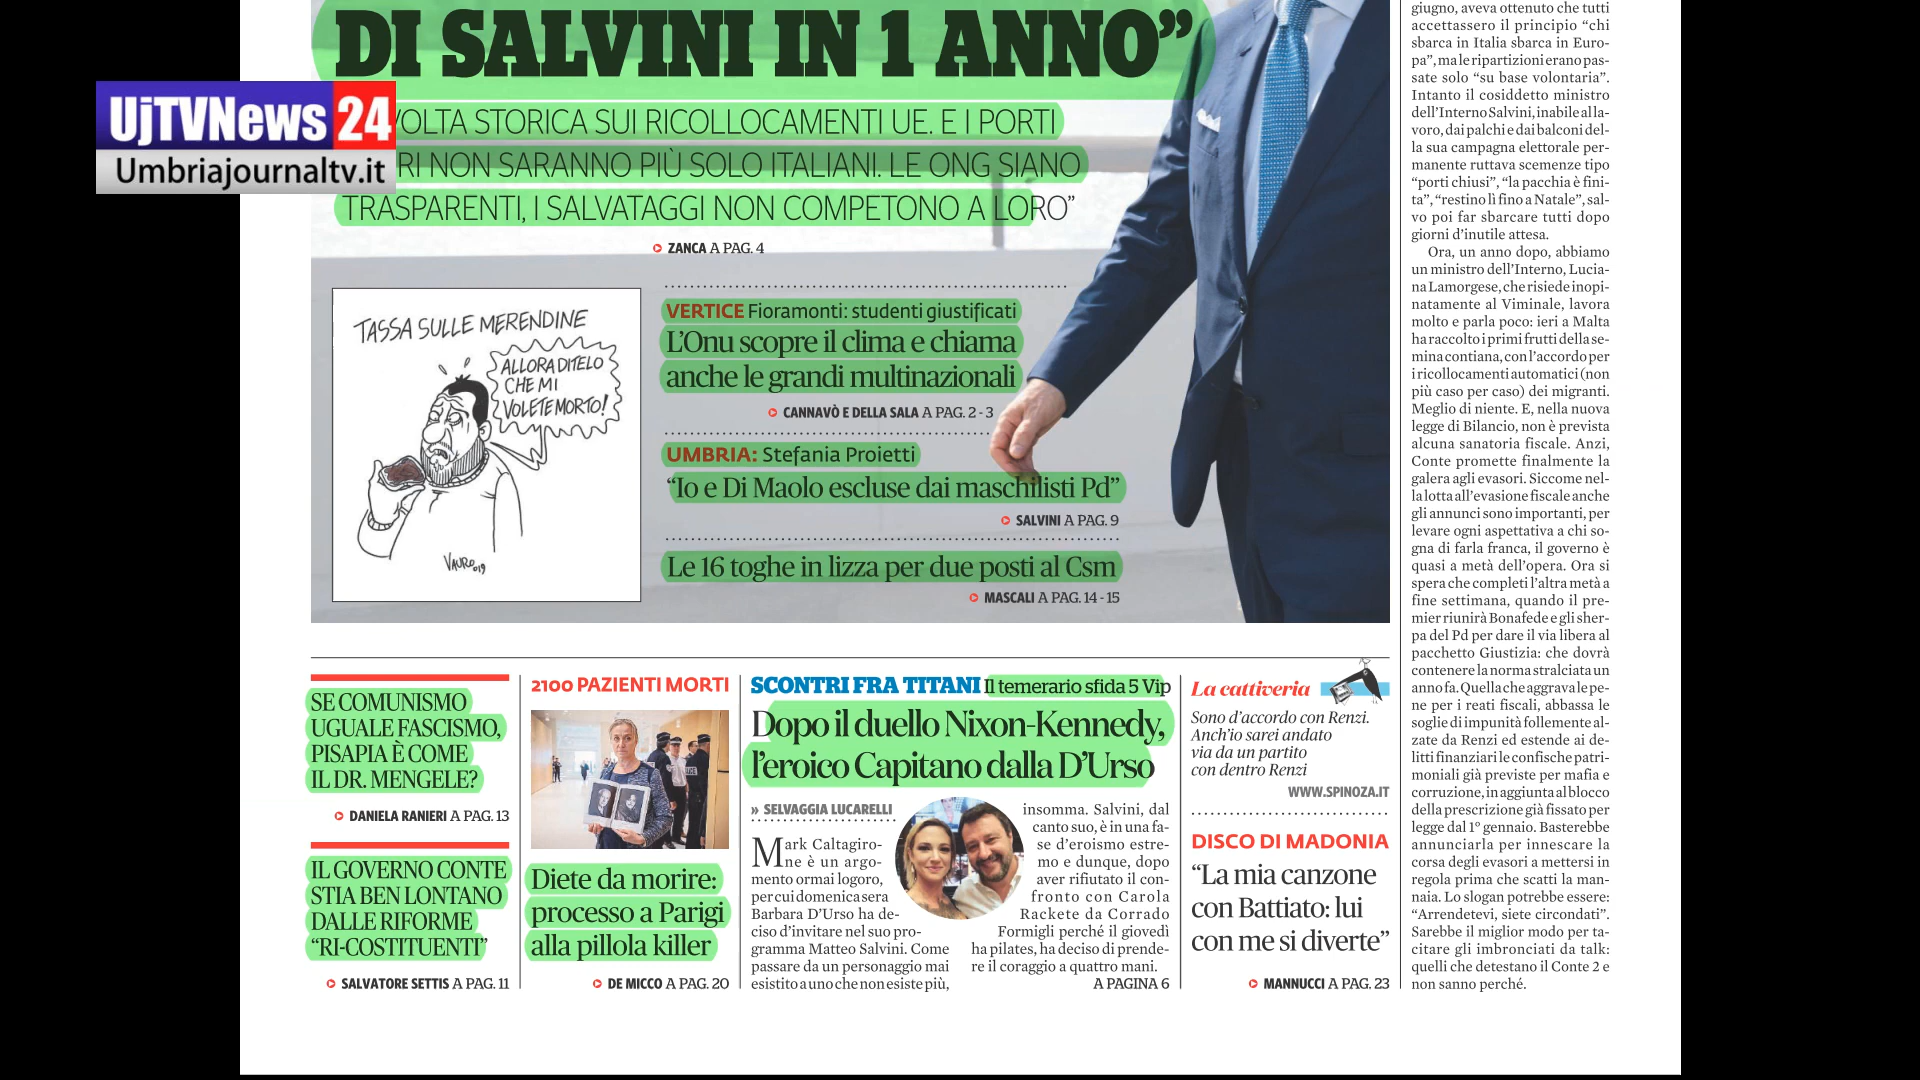 DI SALVINI IN 1 ANNO”
UjTVNews 24
Umbriajournaltv.it
VOLTA STORICA SUI RICOLLOCAMENTI UE. E I PORTI
RI NON SARANNO PIÙ SOLO ITALIANI. LE ONG SIANO
TRASPARENTI, I SALVATAGGI NON COMPETONO A LORO”
ZANCA A PAG. 4
TASSA SULLE MERENDINE
ALLORA DITELO
CHE MI
VOLETE MORTO!
VAURO 019
VERTICE Fioramonti: studenti giustificati
L’Onu scopre il clima e chiama
anche le grandi multinazionali
CANNAVÒ E DELLA SALA A PAG. 2 - 3
UMBRIA: Stefania Proietti
“Io e Di Maolo escluse dai maschilisti Pd”
SALVINI A PAG. 9
Le 16 toghe in lizza per due posti al Csm
MASCALI A PAG. 14 - 15
SE COMUNISMO
UGUALE FASCISMO,
PISAPIA È COME
IL DR. MENGELE?
DANIELA RANIERI A PAG. 13
IL GOVERNO CONTE
STIA BEN LONTANO
DALLE RIFORME
“RI-COSTITUENTI”
SALVATORE SETTIS A PAG. 11
2100 PAZIENTI MORTI
Diete da morire:
processo a Parigi
alla pillola killer
DE MICCO A PAG. 20
SCONTRI FRA TITANI Il temerario sfida 5 Vip
Dopo il duello Nixon-Kennedy,
l’eroico Capitano dalla D’Urso
» SELVAGGIA LUCARELLI
Mark Caltagiro-
ne è un argo-
mento ormai logoro,
per cui domenica sera
Barbara D’Urso ha de-
ciso d’invitare nel suo pro-
gramma Matteo Salvini. Come
passare da un personaggio mai
esistito a uno che non esiste più,
insomma. Salvini, dal
canto suo, è in una fa-
se d’eroismo estre-
mo e dunque, dopo
aver rifiutato il con-
fronto con Carola
Rackete da Corrado
Formigli perché il giovedì
ha pilates, ha deciso di prende-
re il coraggio a quattro mani.
A PAGINA 6
La cattiveria
Sono d’accordo con Renzi.
Anch’io sarei andato
via da un partito
con dentro Renzi
WWW.SPINOZA.IT
DISCO DI MADONIA
“La mia canzone
con Battiato: lui
con me si diverte”
MANNUCCI A PAG. 23
giugno, aveva ottenuto che tutti
accettassero il principio “chi
sbarca in Italia sbarca in Euro-
pa”, ma le ripartizioni erano pas-
sate solo “su base volontaria”.
Intanto il cosiddetto ministro
dell’Interno Salvini, inabile al la-
voro, dai palchi e dai balconi del-
la sua campagna elettorale per-
manente ruttava scemenze tipo
“porti chiusi”, “la pacchia è fini-
ta”, “restino lì fino a Natale”, sal-
vo poi far sbarcare tutti dopo
giorni d’inutile attesa.
Ora, un anno dopo, abbiamo
un ministro dell’Interno, Lucia-
na Lamorgese, che risiede inopi-
natamente al Viminale, lavora
molto e parla poco: ieri a Malta
ha raccolto i primi frutti della se-
mina contiana, con l’accordo per
i ricollocamenti automatici (non
più caso per caso) dei migranti.
Meglio di niente. E, nella nuova
legge di Bilancio, non è prevista
alcuna sanatoria fiscale. Anzi,
Conte promette finalmente la
galera agli evasori. Siccome nel-
la lotta all’evasione fiscale anche
gli annunci sono importanti, per
levare ogni aspettativa a chi so-
gna di farla franca, il governo è
quasi a metà dell’opera. Ora si
spera che completi l’altra metà a
fine settimana, quando il pre-
mier riunirà Bonafede e gli sher-
pa del Pd per dare il via libera al
pacchetto Giustizia: che dovrà
contenere la norma stralciata un
anno fa. Quella che aggrava le pe-
ne per i reati fiscali, abbassa le
soglie di impunità follemente al-
zate da Renzi ed estende ai de-
litti finanziari le confische patri-
moniali già previste per mafia e
corruzione, in aggiunta al blocco
della prescrizione già fissato per
legge dal 1° gennaio. Basterebbe
annunciarla per innescare la
corsa degli evasori a mettersi in
regola prima che scatti la man-
naia. Lo slogan potrebbe essere:
“Arrendetevi, siete circondati”.
Sarebbe il miglior modo per ta-
citare gli imbronciati da talk:
quelli che detestano il Conte 2 e
non sanno perché.